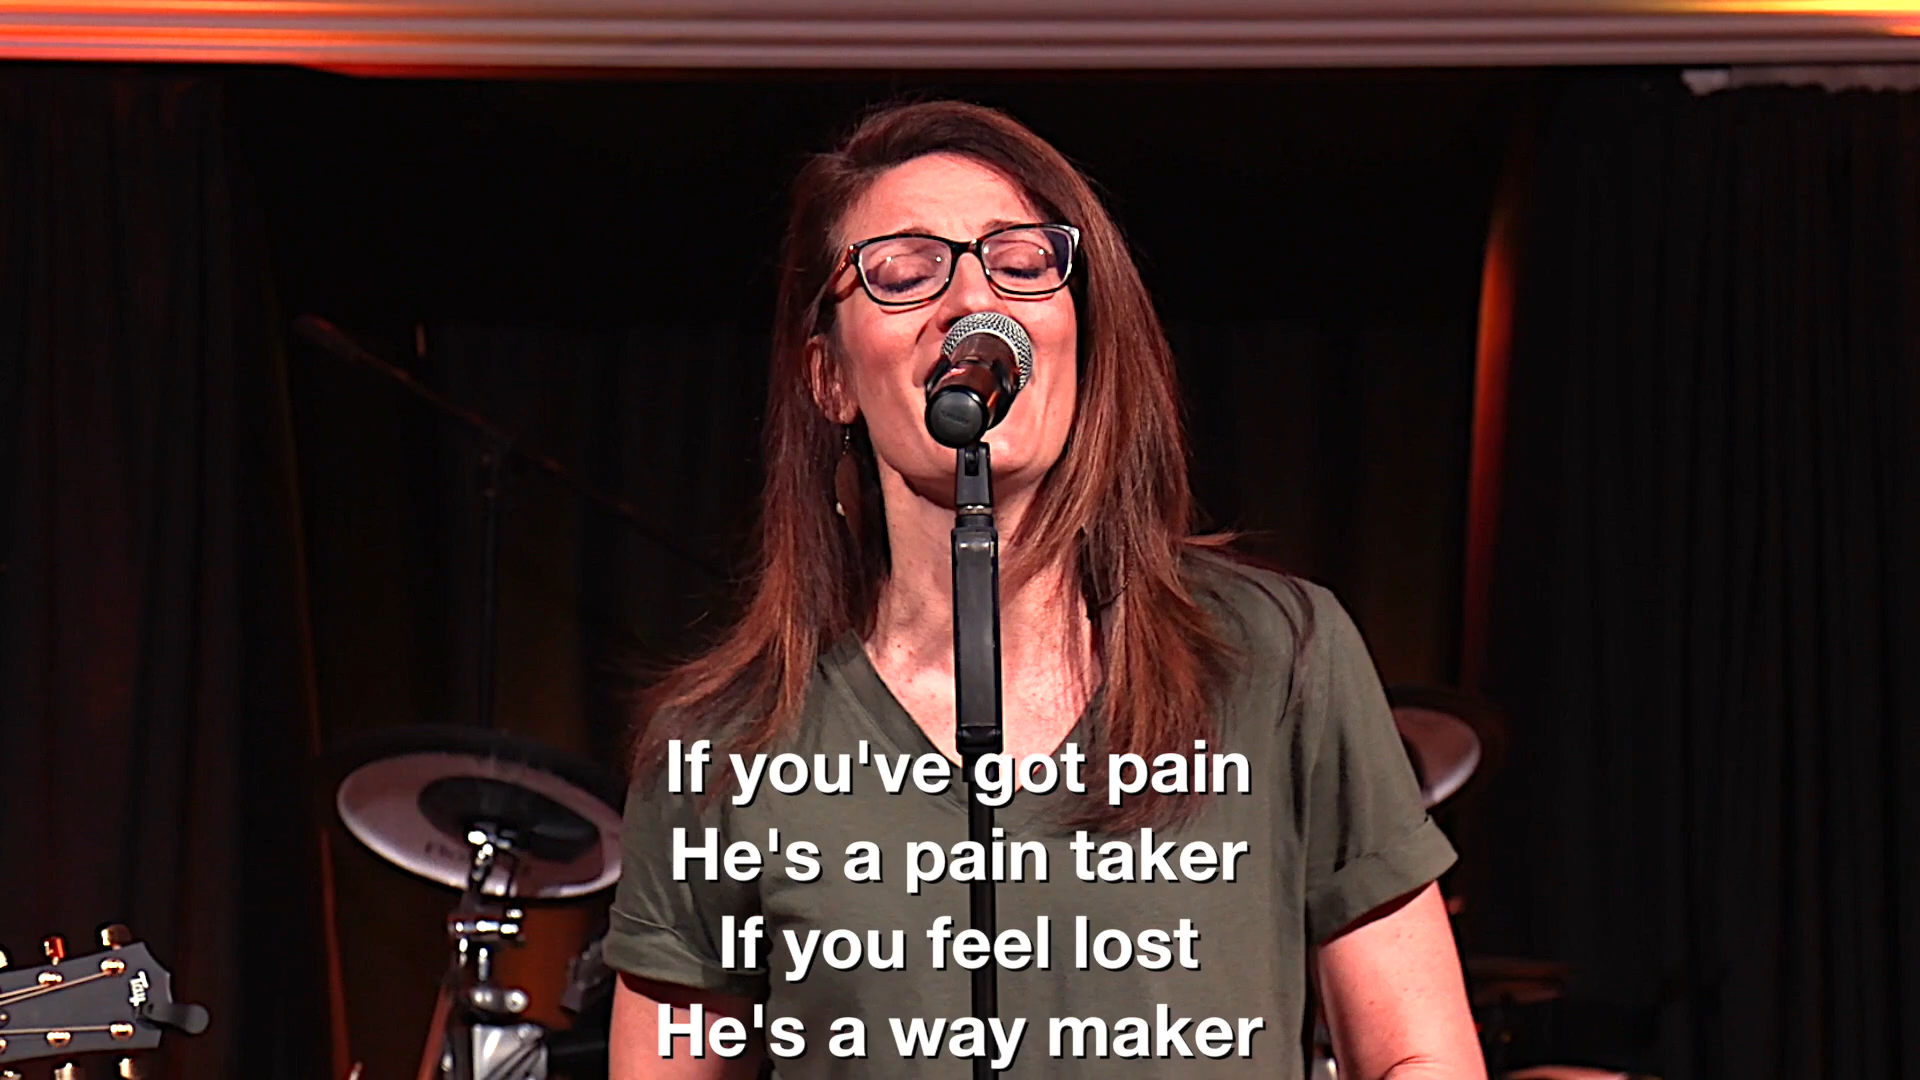 If you've got pain
He's a pain taker
If you feel lost
He's a way maker